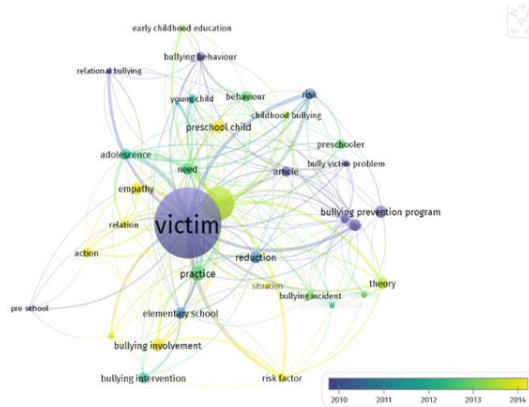 early childhood education
bullying behaviour
relational bullying
young child
behaviour
risk
childhood bullying
preschool child
preschooler
adolesrence
bully victim problem
need
article
empathy
bullying prevention program
relation
victim
action
reduction
practice
theory
situation
bullying incident
pre school
elementary school
bullying involvement
bullying intervention
risk factor
2010 2011 2012 2013 2014